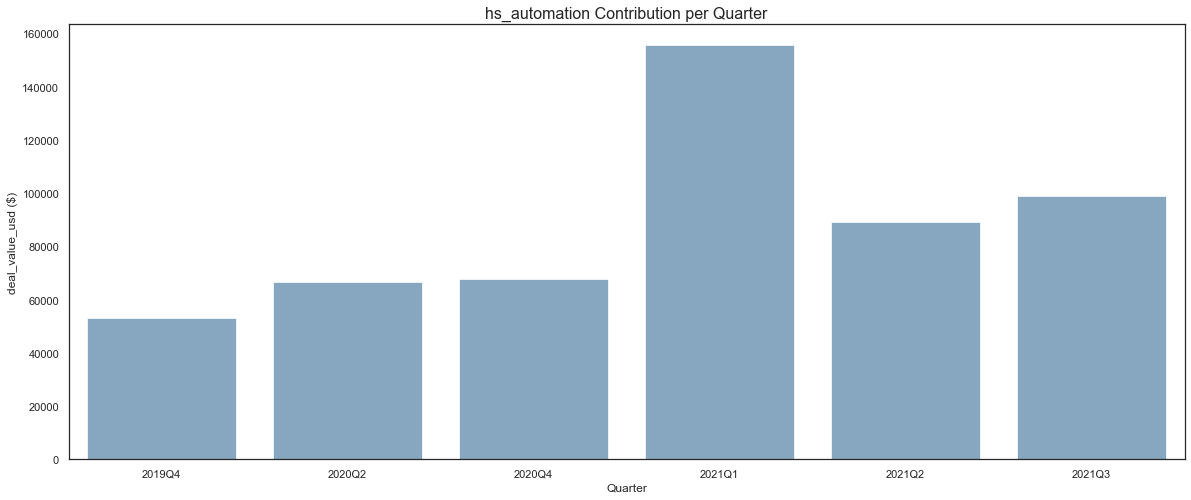 hs_automation Contribution per Quarter
160000
140000
120000
100000
80000
60000
40000
20000
0
deal_value_usd ($)
2019Q4 2020Q2 2020Q4 2021Q1 2021Q2 2021Q3
Quarter